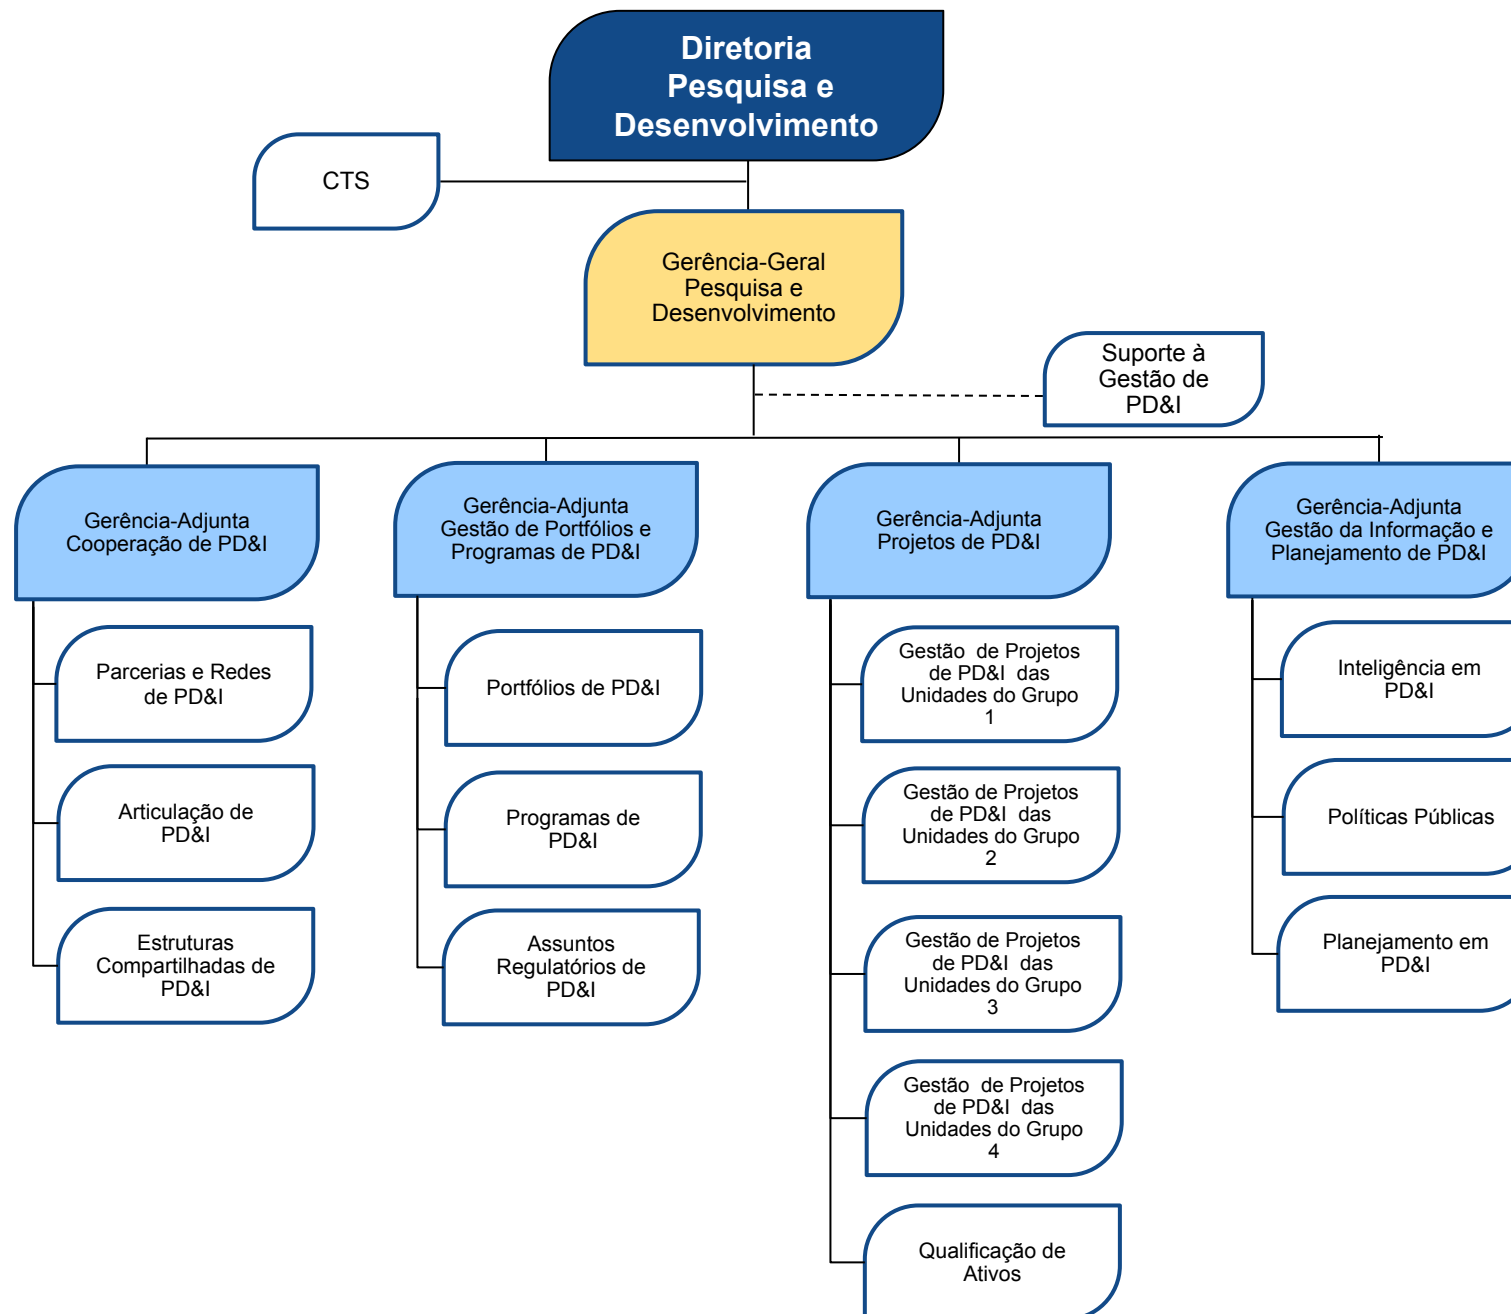 Diretoria
Pesquisa e
Desenvolvimento
CTS
Gerência-Geral
Pesquisa e
Desenvolvimento
Suporte à
Gestão de
PD&I
Gerência-Adjunta
Cooperação de PD&I
Gerência-Adjunta
Gestão de Portfólios e
Programas de PD&I
Gerência-Adjunta
Projetos de PD&I
Gerência-Adjunta
Gestão da Informação e
Planejamento de PD&I
Parcerias e Redes
de PD&I
Articulação de
PD&I
Estruturas
Compartilhadas de
PD&I
Portfólios de PD&I
Programas de
PD&I
Assuntos
Regulatórios de
PD&I
Gestão de Projetos
de PD&I das
Unidades do Grupo
1
Gestão de Projetos
de PD&I das
Unidades do Grupo
2
Gestão de Projetos
de PD&I das
Unidades do Grupo
3
Gestão de Projetos
de PD&I das
Unidades do Grupo
4
Qualificação de
Ativos
Inteligência em
PD&I
Políticas Públicas
Planejamento em
PD&I